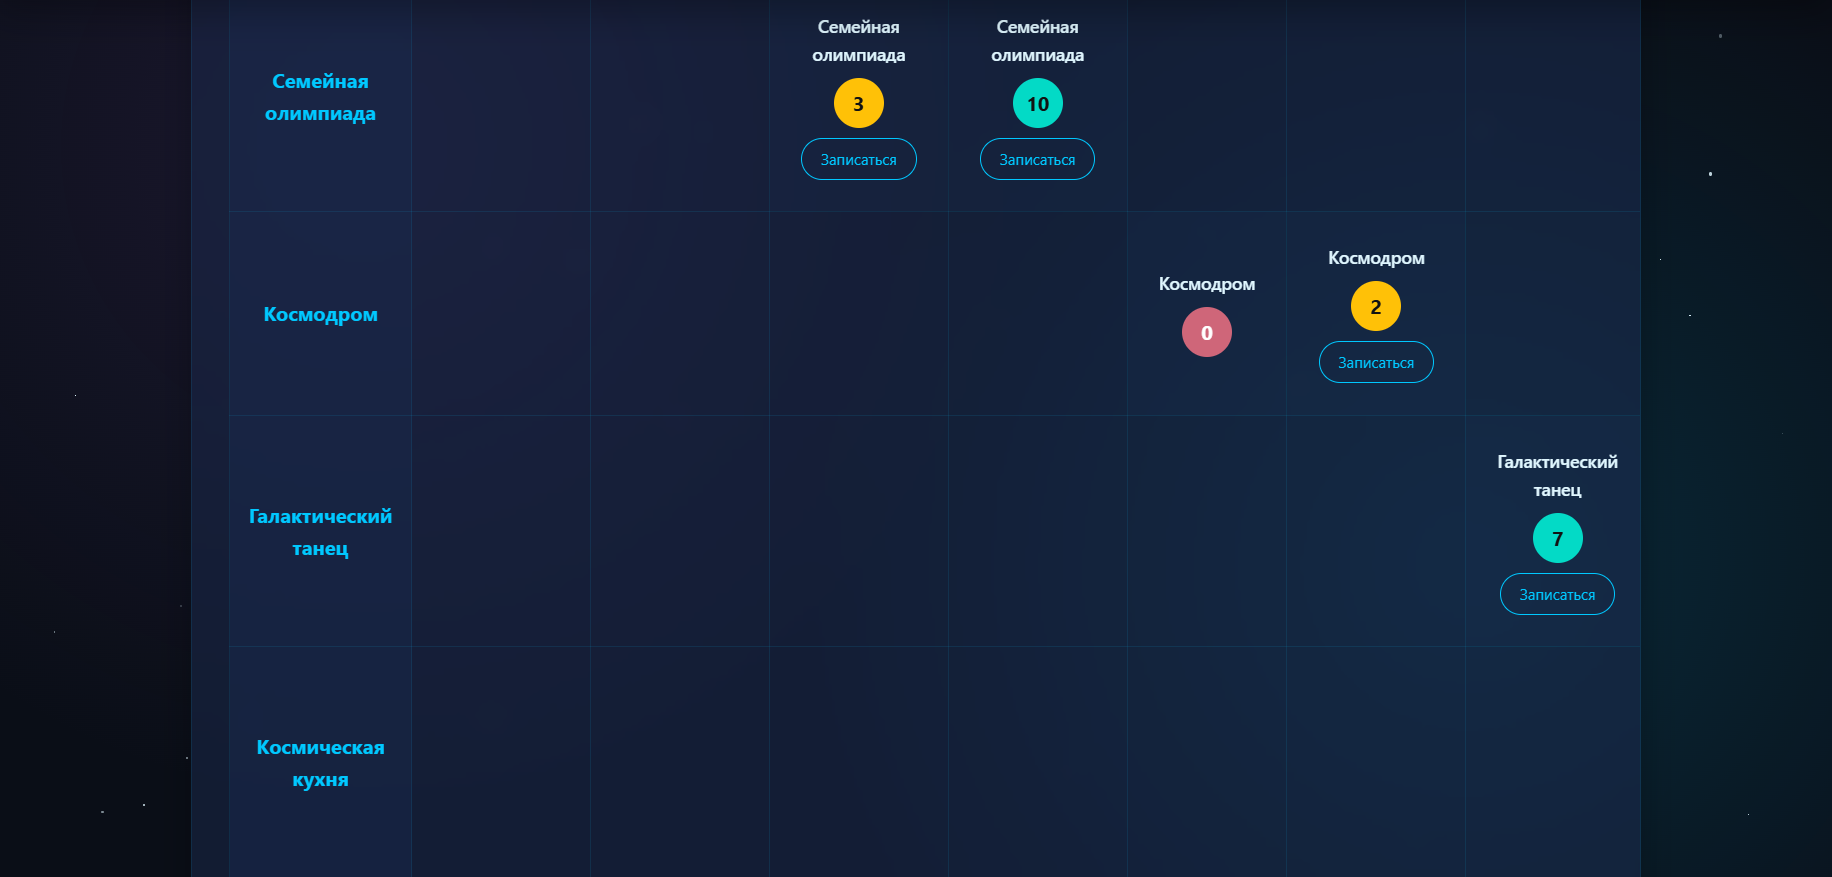 Семейная
олимпиада
Семейная
олимпиада
3
Записаться
Семейная
олимпиада
10
Записаться
Космодром
Космодром
0
Космодром
2
Записаться
Галактический
танец
Галактический
танец
7
Записаться
Космическая
кухня